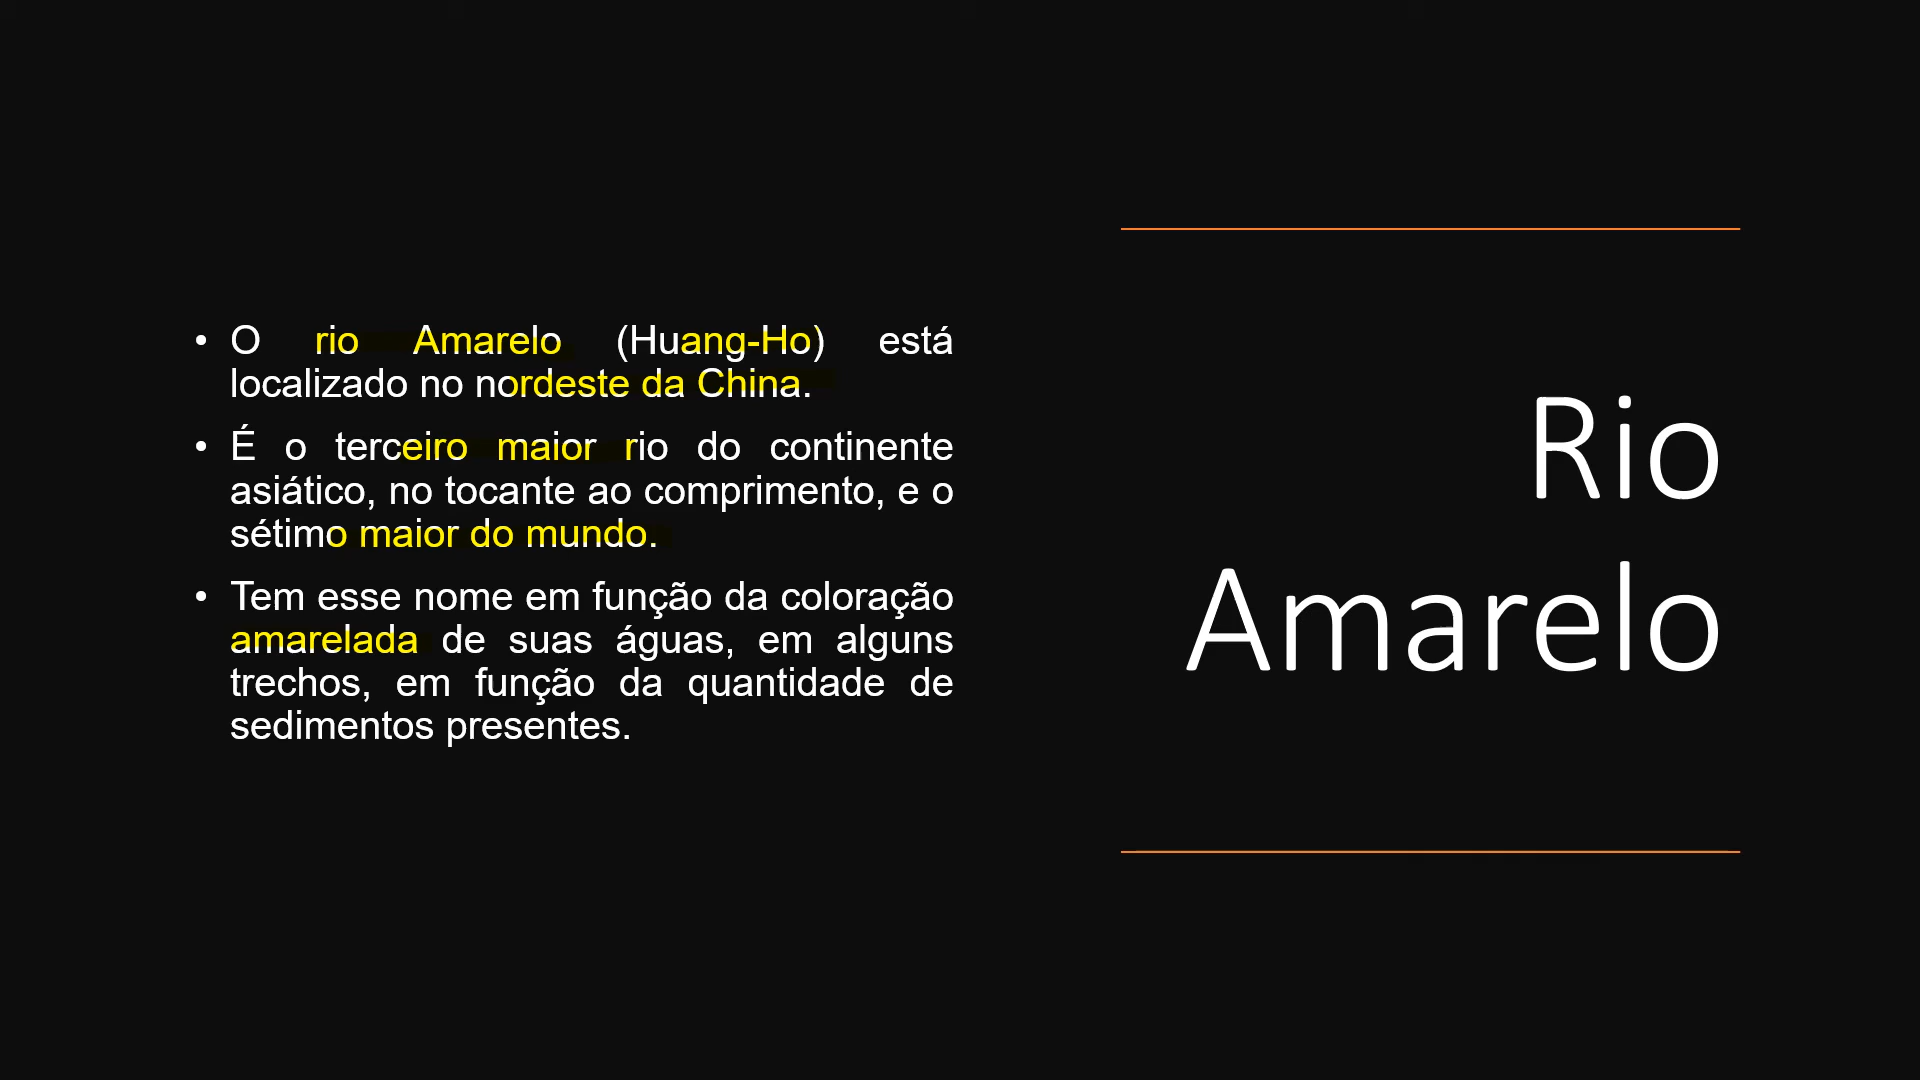 • O rio Amarelo (Huang-Ho) está
localizado no nordeste da China.
• É o terceiro maior rio do continente
asiático, no tocante ao comprimento, e o
sétimo maior do mundo.
• Tem esse nome em função da coloração
amarelada de suas águas, em alguns
trechos, em função da quantidade de
sedimentos presentes.
Rio
Amarelo